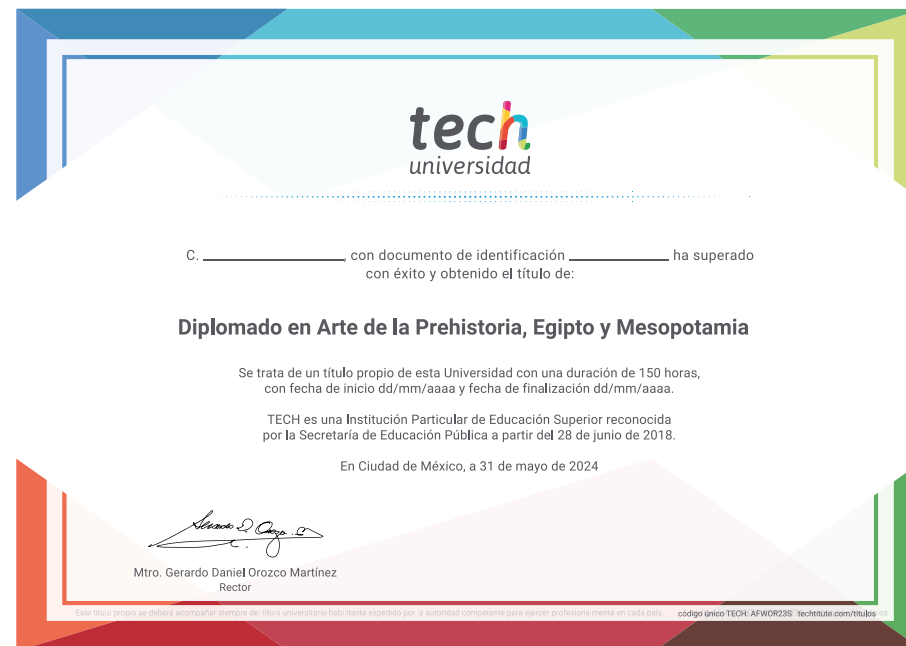 tech
universidad
C. ____________, con documento de identificación ____________ ha superado
con éxito y obtenido el título de:
Diplomado en Arte de la Prehistoria, Egipto y Mesopotamia
Se trata de un título propio de esta Universidad con una duración de 150 horas,
con fecha de inicio dd/mm/aaaa y fecha de finalización dd/mm/aaaa.
TECH es una Institución Particular de Educación Superior reconocida
por la Secretaría de Educación Pública a partir del 28 de junio de 2018.
En Ciudad de México, a 31 de mayo de 2024
Mtro. Gerardo Daniel Orozco Martínez
Rector
Este título propio se deberá acompañar siempre del título universitario habilitante expedido por la autoridad competente para ejercer profesionalmente en cada país. código único TECH: AFWOR23S techtitute.com/titulos